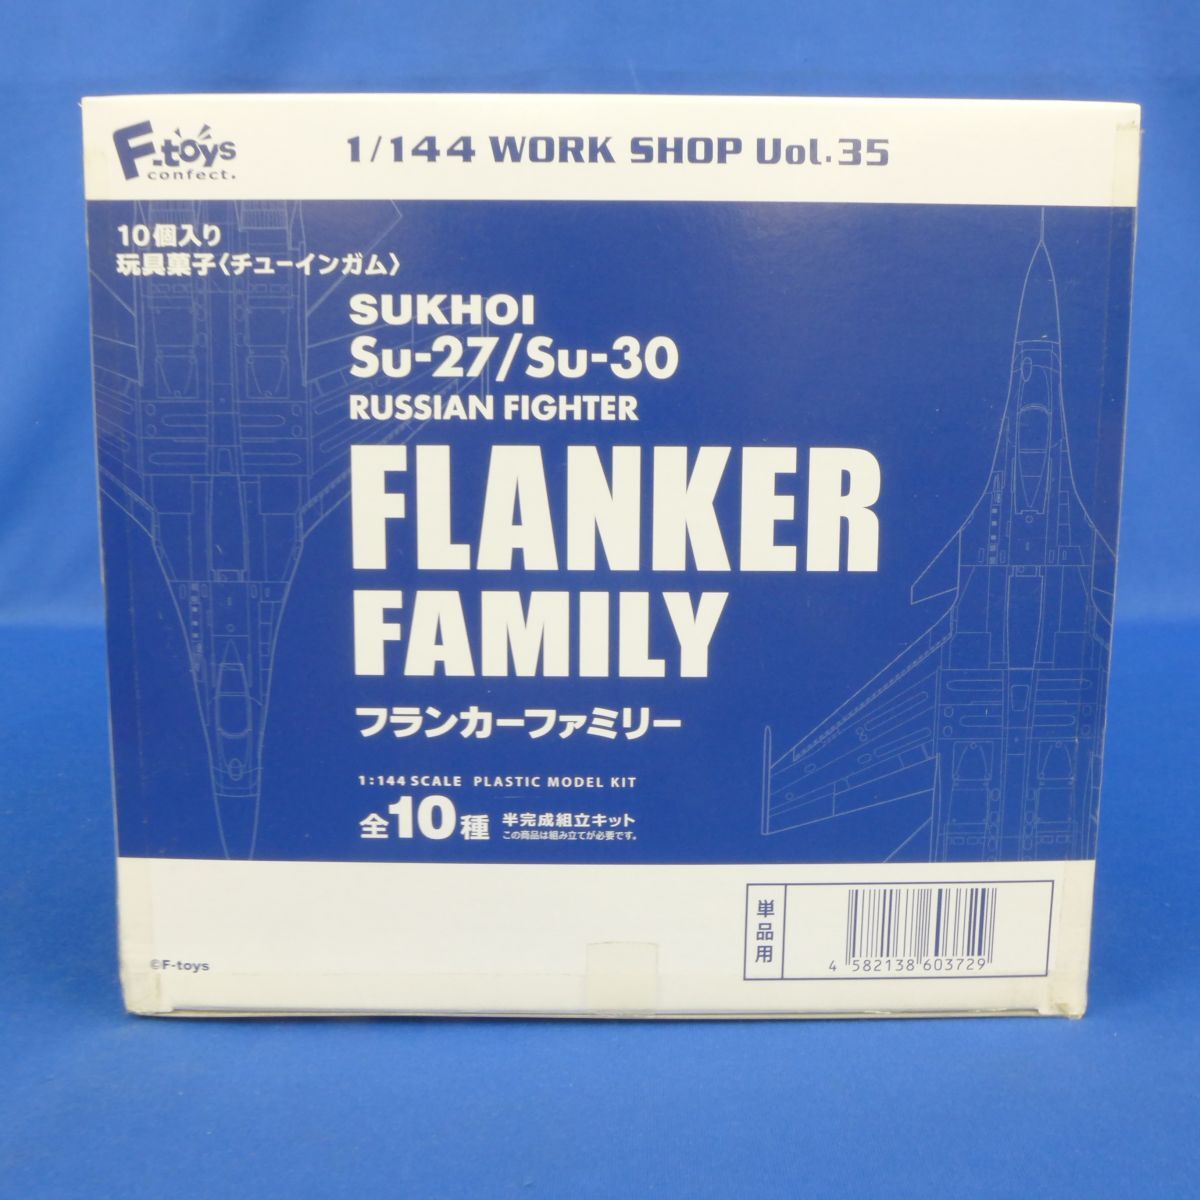 F-toys
confect.
1/144 WORK SHOP Vol.35
10個入り
玩具菓子〈チューインガム〉
SUKHOI
Su-27/Su-30
RUSSIAN FIGHTER
FLANKER
FAMILY
フランカーファミリー
1:144 SCALE PLASTIC MODEL KIT
全10種 半完成組立キット
この商品は組み立てが必要です。
単品用
4 582138 603729
©F-toys